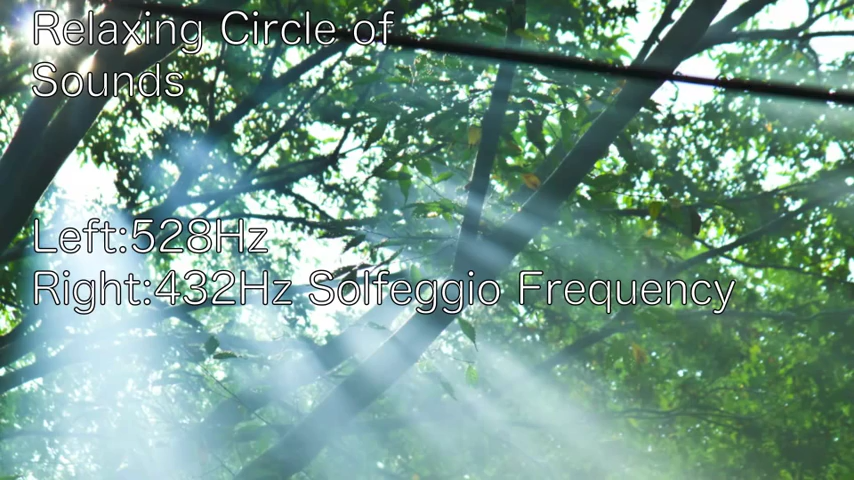 Relaxing Circle of
Sounds
Left:528Hz
Right:432Hz Solfeggio Frequency